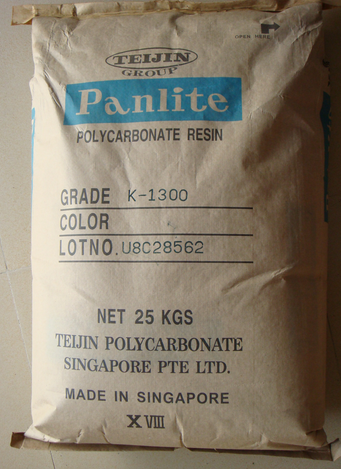 OPEN HERE
TEIJIN
GROUP
Panlite
POLYCARBONATE RESIN
GRADE K-1300
COLOR
LOTNO. U8C28562
NET 25 KGS
TEIJIN POLYCARBONATE
SINGAPORE PTE LTD.
MADE IN SINGAPORE
XVIII